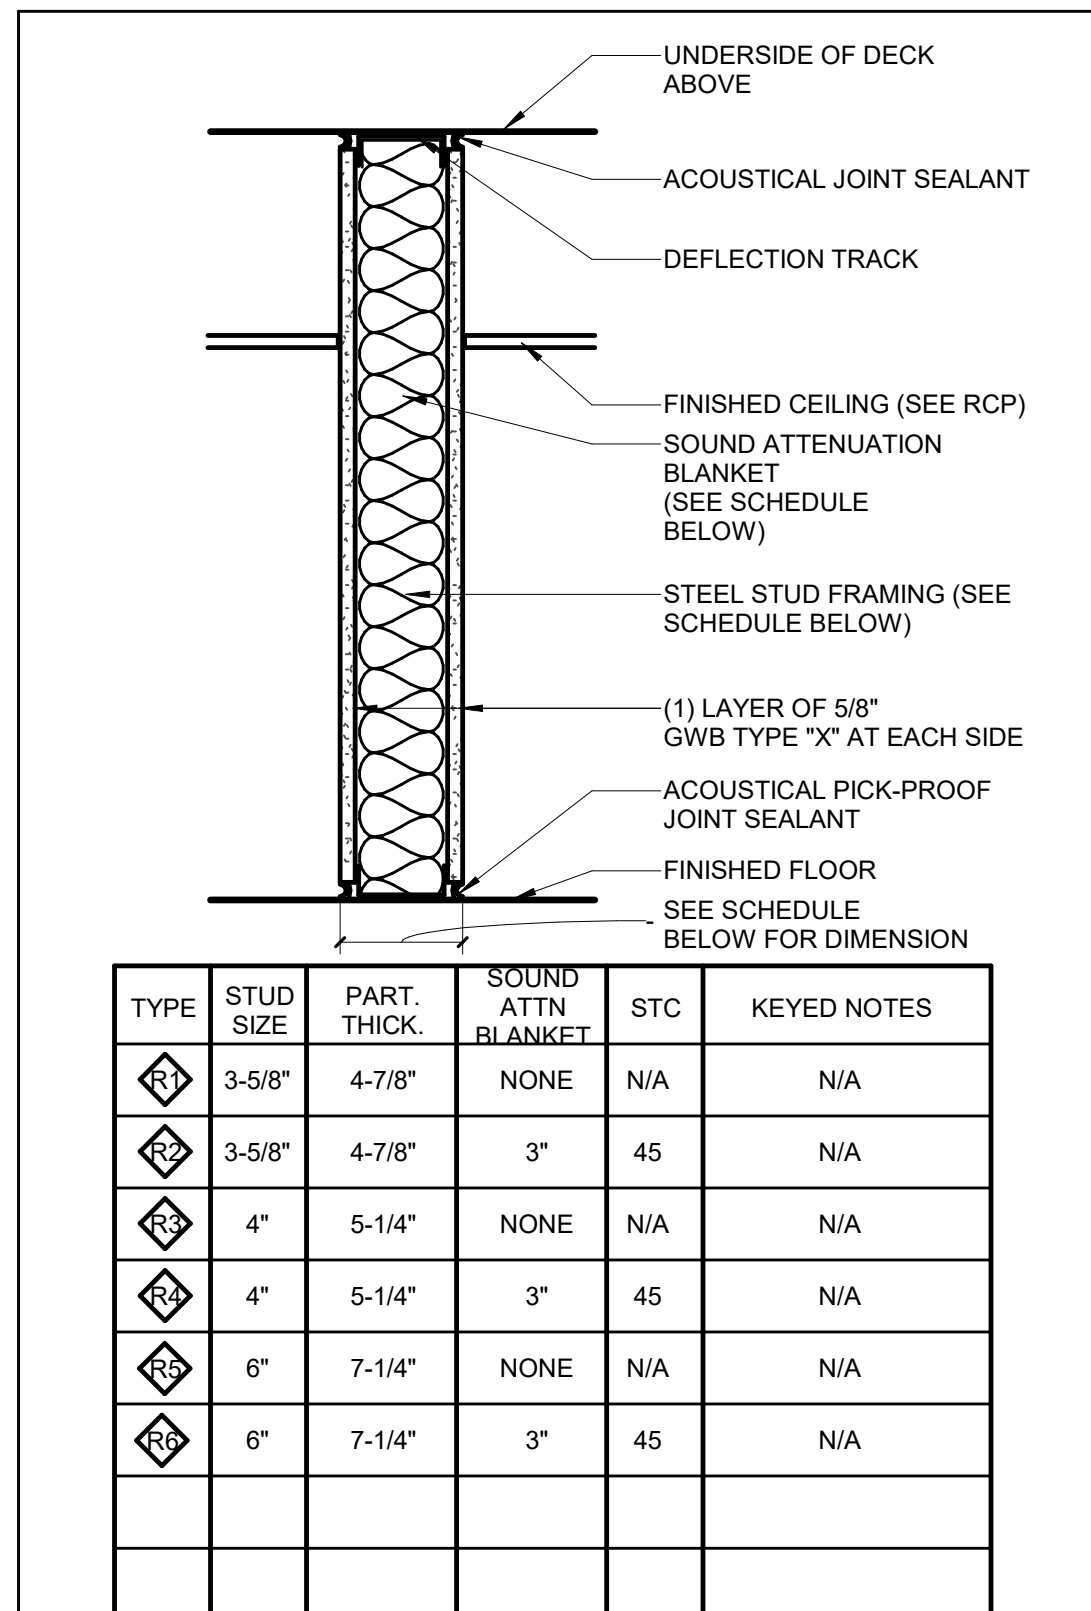 UNDERSIDE OF DECK
ABOVE
ACOUSTICAL JOINT SEALANT
DEFLECTION TRACK
FINISHED CEILING (SEE RCP)
SOUND ATTENUATION
BLANKET
(SEE SCHEDULE
BELOW)
STEEL STUD FRAMING (SEE
SCHEDULE BELOW)
(1) LAYER OF 5/8"
GWB TYPE "X" AT EACH SIDE
ACOUSTICAL PICK-PROOF
JOINT SEALANT
FINISHED FLOOR
SEE SCHEDULE
BELOW FOR DIMENSION
TYPE STUD SIZE PART. THICK. SOUND ATTN BLANKET STC KEYED NOTES
R1 3-5/8" 4-7/8" NONE N/A N/A
R2 3-5/8" 4-7/8" 3" 45 N/A
R3 4" 5-1/4" NONE N/A N/A
R4 4" 5-1/4" 3" 45 N/A
R5 6" 7-1/4" NONE N/A N/A
R6 6" 7-1/4" 3" 45 N/A